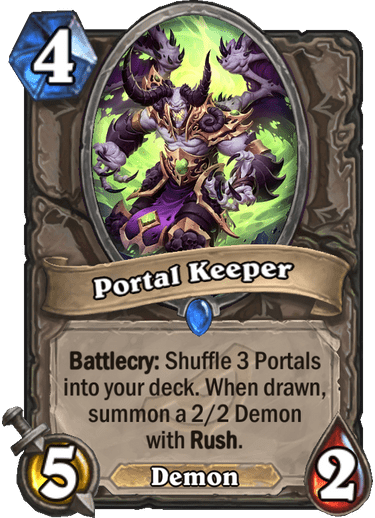 4
Portal Keeper
Battlecry: Shuffle 3 Portals
into your deck. When drawn,
summon a 2/2 Demon
with Rush.
5
Demon
2